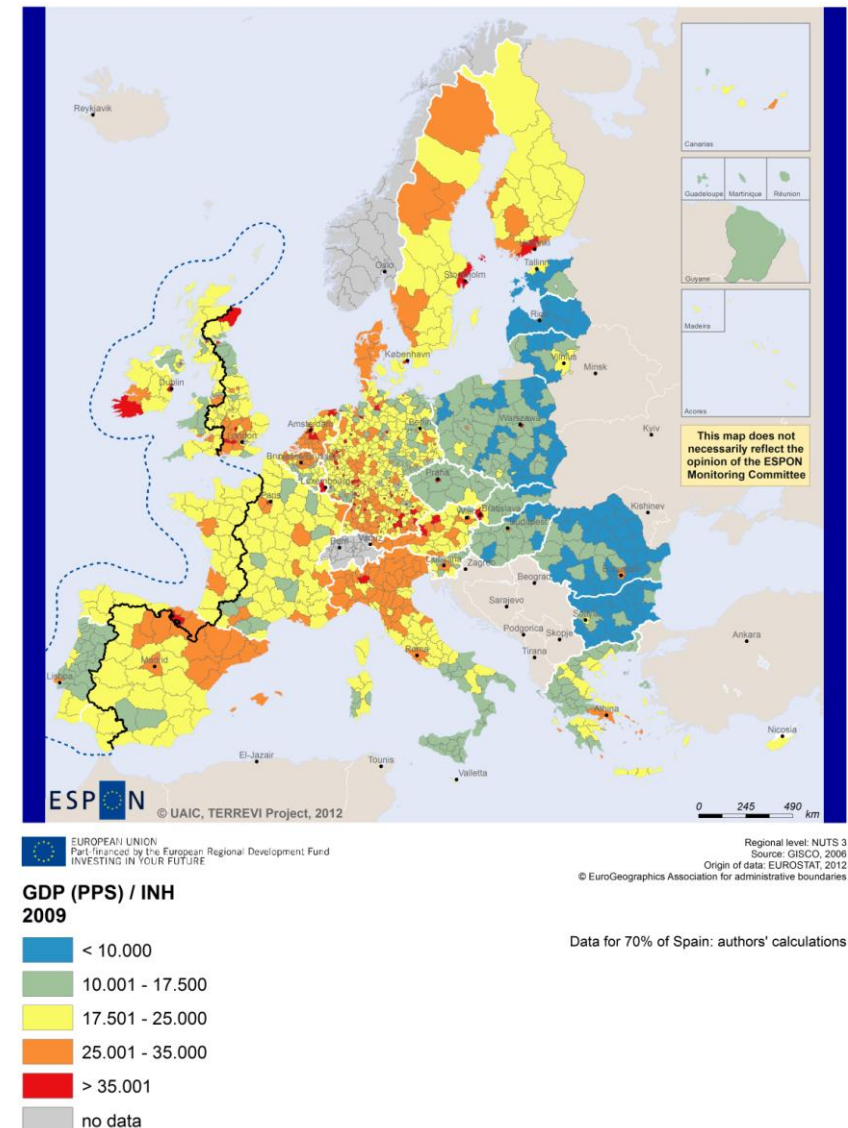 Reykjavik
Canarias
Guadeloupe Martinique Réunion
Guyane
Madeira
Acores
This map does not
necessarily reflect the
opinion of the ESPON
Monitoring Committee
Oslo
Stockholm
Tallinn
Riga
København
Vilnius
Minsk
Dublin
Amsterdam
Berlin
Warszawa
London
Kyiv
Praha
Paris
Bratislava
Budapest
Kishinev
Bern
Vaduz
Ljubljana
Zagreb
Beograd
Sarajevo
Podgorica
Skopje
Tirana
Sofia
Ankara
Roma
Madrid
Lisboa
Athina
Nicosia
El-Jazair
Tounis
Valletta
ESPON
© UAIC, TERREVI Project, 2012
0 245 490 km
EUROPEAN UNION
Part-financed by the European Regional Development Fund
INVESTING IN YOUR FUTURE
Regional level: NUTS 3
Source: GISCO, 2006
Origin of data: EUROSTAT, 2012
© EuroGeographics Association for administrative boundaries
GDP (PPS) / INH
2009
Data for 70% of Spain: authors' calculations
< 10.000
10.001 - 17.500
17.501 - 25.000
25.001 - 35.000
> 35.001
no data